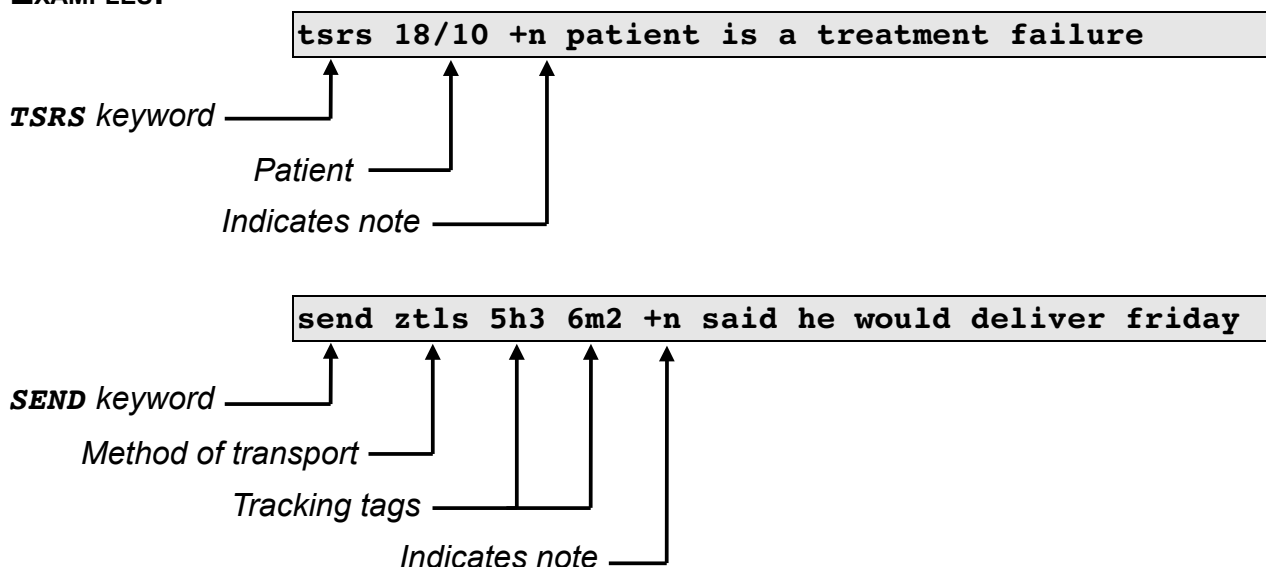 EXAMPLES:
tsrs 18/10 +n patient is a treatment failure
TSRS keyword
Patient
Indicates note
send ztls 5h3 6m2 +n said he would deliver friday
SEND keyword
Method of transport
Tracking tags
Indicates note